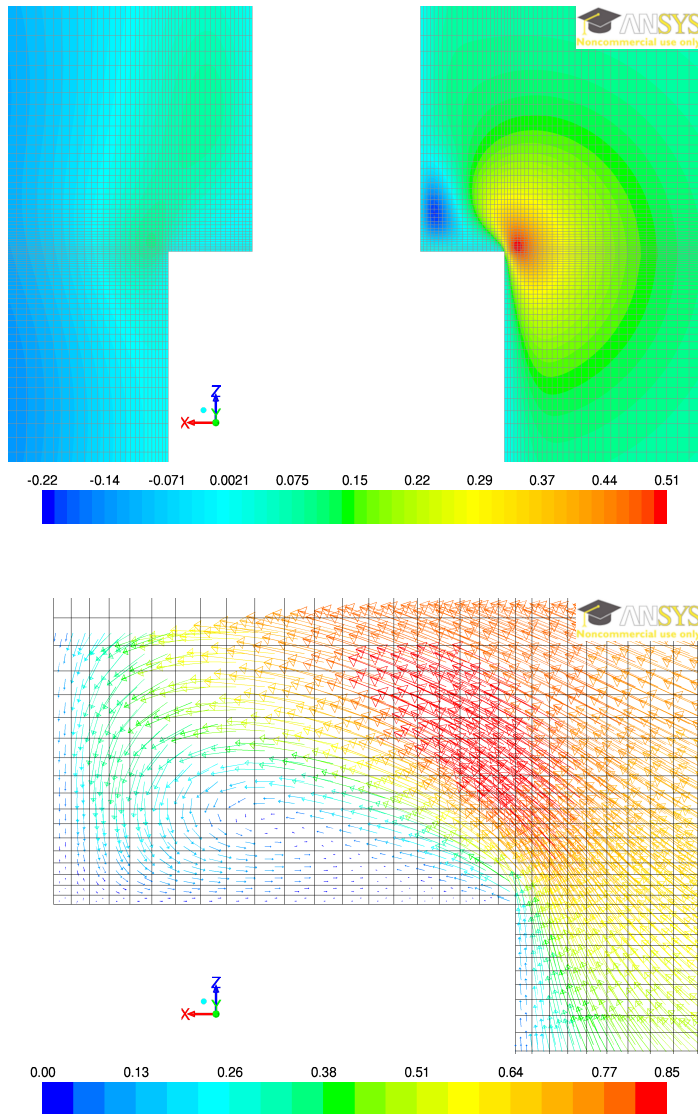 ANSYS
Noncommercial use only
Z
X
Y
-0.22 -0.14 -0.071 0.0021 0.075 0.15 0.22 0.29 0.37 0.44 0.51
ANSYS
Noncommercial use only
Z
X
Y
0.00 0.13 0.26 0.38 0.51 0.64 0.77 0.85